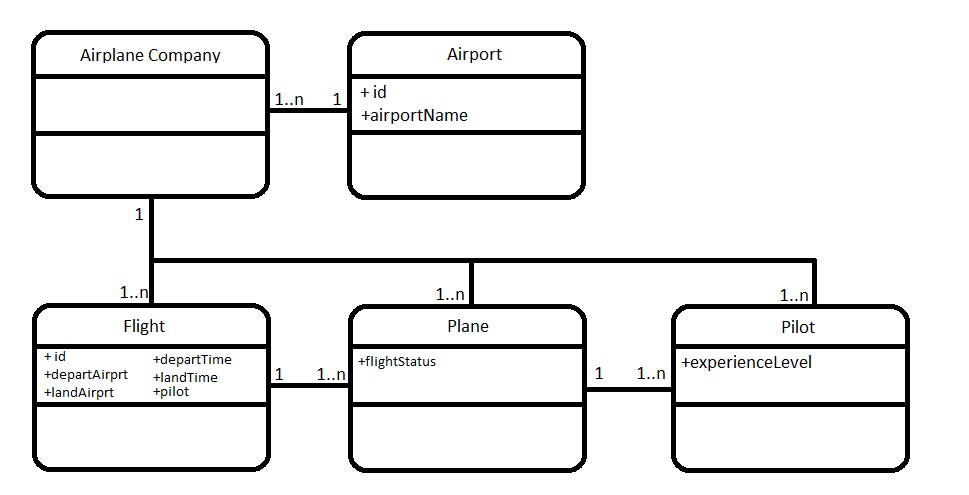 Airplane Company
Airport
+ id
+airportName
1..n 1
1
1..n
1..n
1..n
Flight
+ id
+departAirprt
+landAirprt
+departTime
+landTime
+pilot
1 1..n
Plane
+flightStatus
1 1..n
Pilot
+experienceLevel